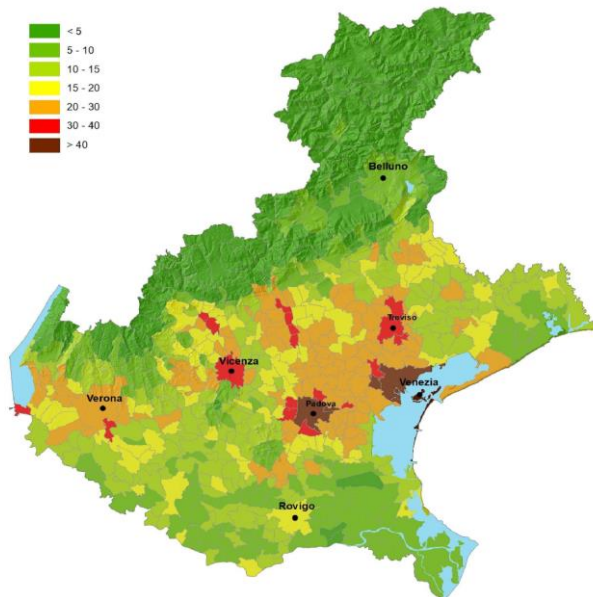 < 5
5 - 10
10 - 15
15 - 20
20 - 30
30 - 40
> 40
Belluno
Treviso
Vicenza
Venezia
Verona
Padova
Rovigo